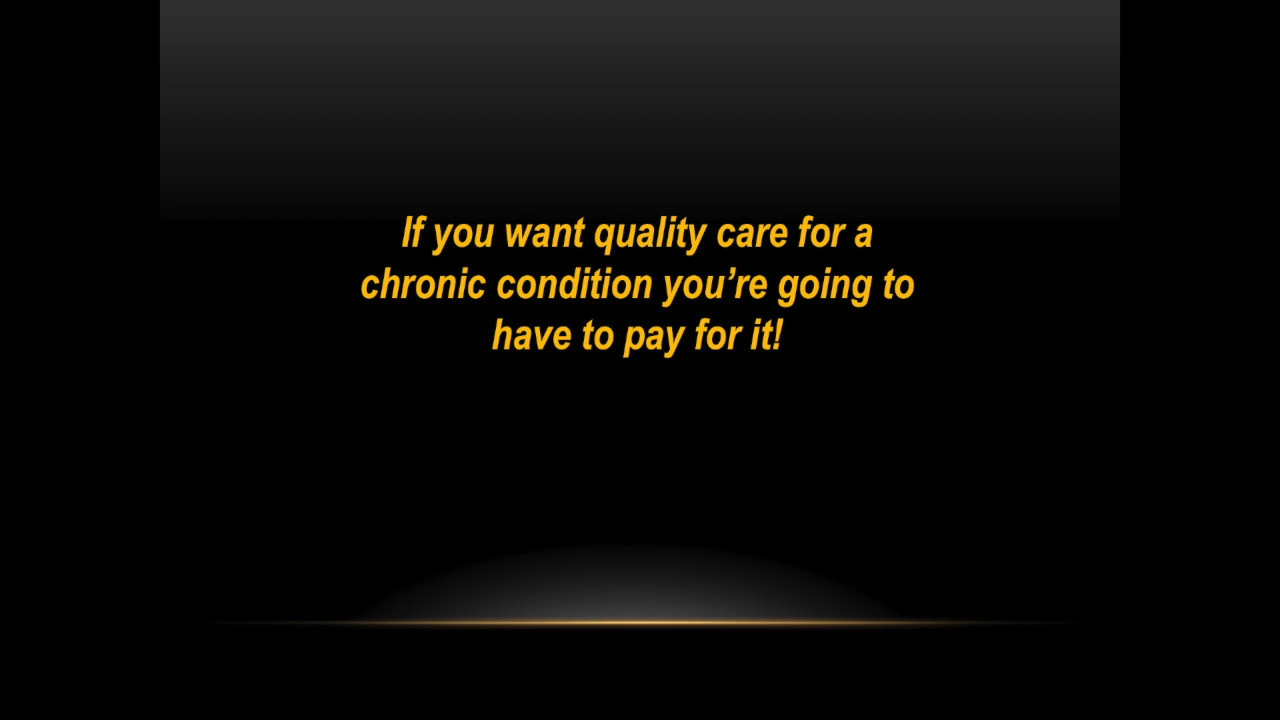 If you want quality care for a
chronic condition you’re going to
have to pay for it!